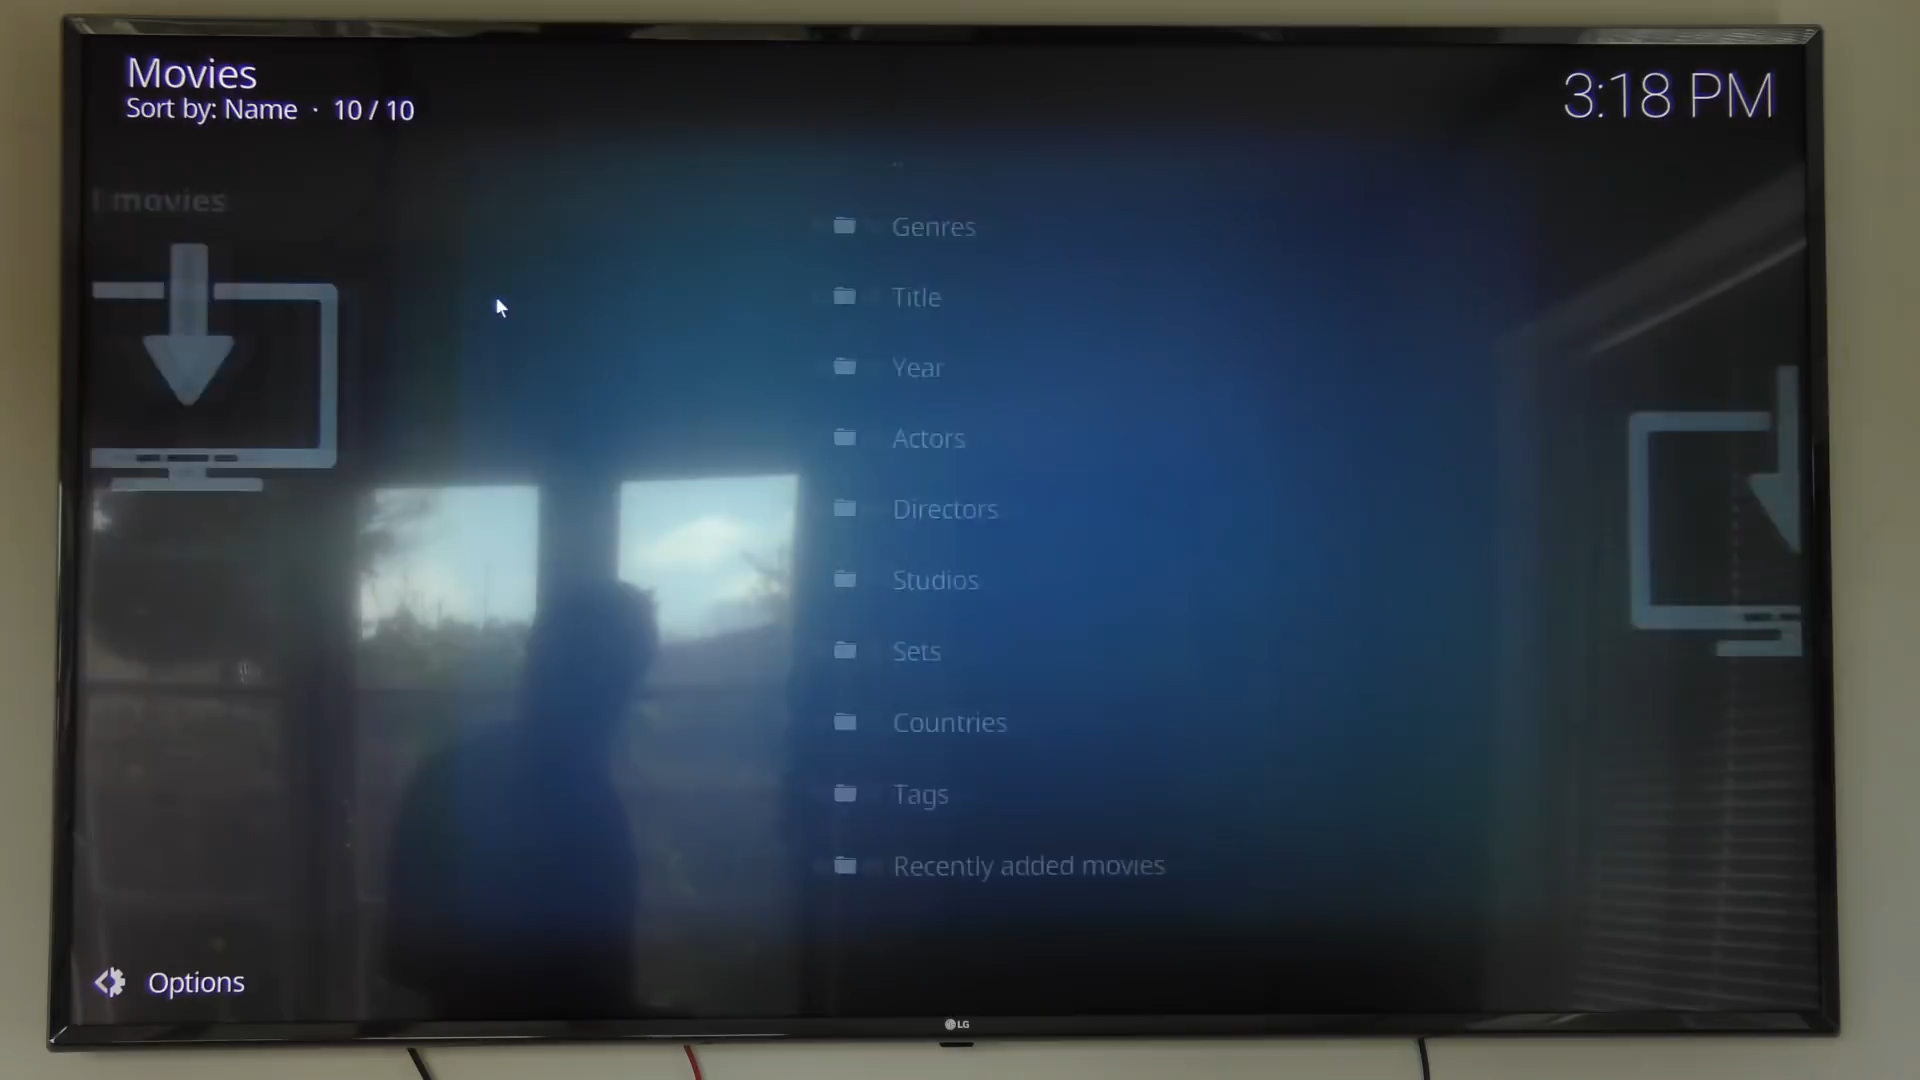 Movies
Sort by: Name · 10 / 10
3:18 PM
..
movies
Genres
Title
Year
Actors
Directors
Studios
Sets
Countries
Tags
Recently added movies
Options
LG